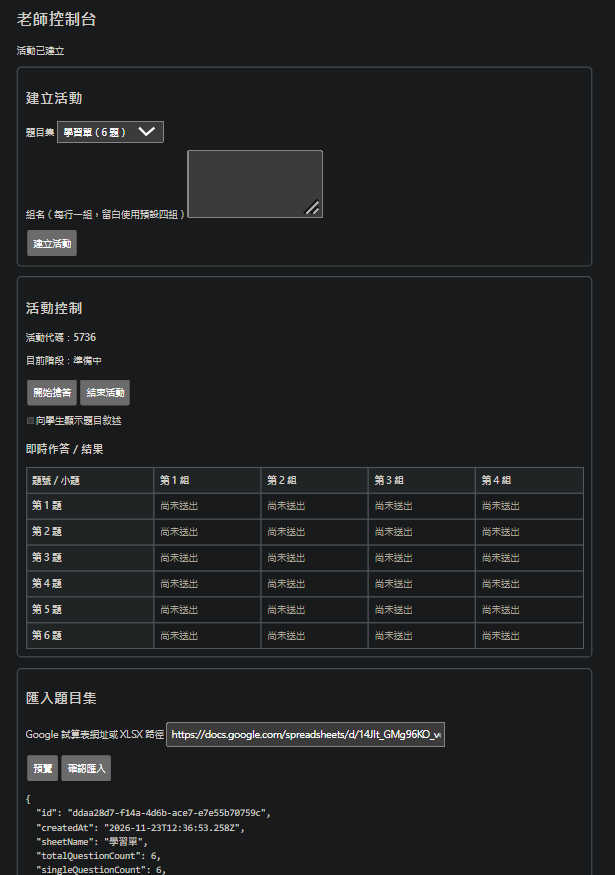 老師控制台
活動已建立
建立活動
題目集 學習單（6 題）
組名（每行一組，留白使用預設四組）
建立活動
活動控制
活動代碼：5736
目前階段：準備中
開始搶答 結束活動
向學生顯示題目敘述
即時作答 / 結果
題號 / 小題 第 1 組 第 2 組 第 3 組 第 4 組
第 1 題 尚未送出 尚未送出 尚未送出 尚未送出
第 2 題 尚未送出 尚未送出 尚未送出 尚未送出
第 3 題 尚未送出 尚未送出 尚未送出 尚未送出
第 4 題 尚未送出 尚未送出 尚未送出 尚未送出
第 5 題 尚未送出 尚未送出 尚未送出 尚未送出
第 6 題 尚未送出 尚未送出 尚未送出 尚未送出
匯入題目集
Google 試算表網址或 XLSX 路徑 https://docs.google.com/spreadsheets/d/14JIt_GMg96KO_v
預覽 確認匯入
{
"id": "ddaa28d7-f14a-4d6b-ace7-e7e55b70759c",
"createdAt": "2026-11-23T12:36:53.258Z",
"sheetName": "學習單",
"totalQuestionCount": 6,
"singleQuestionCount": 6,